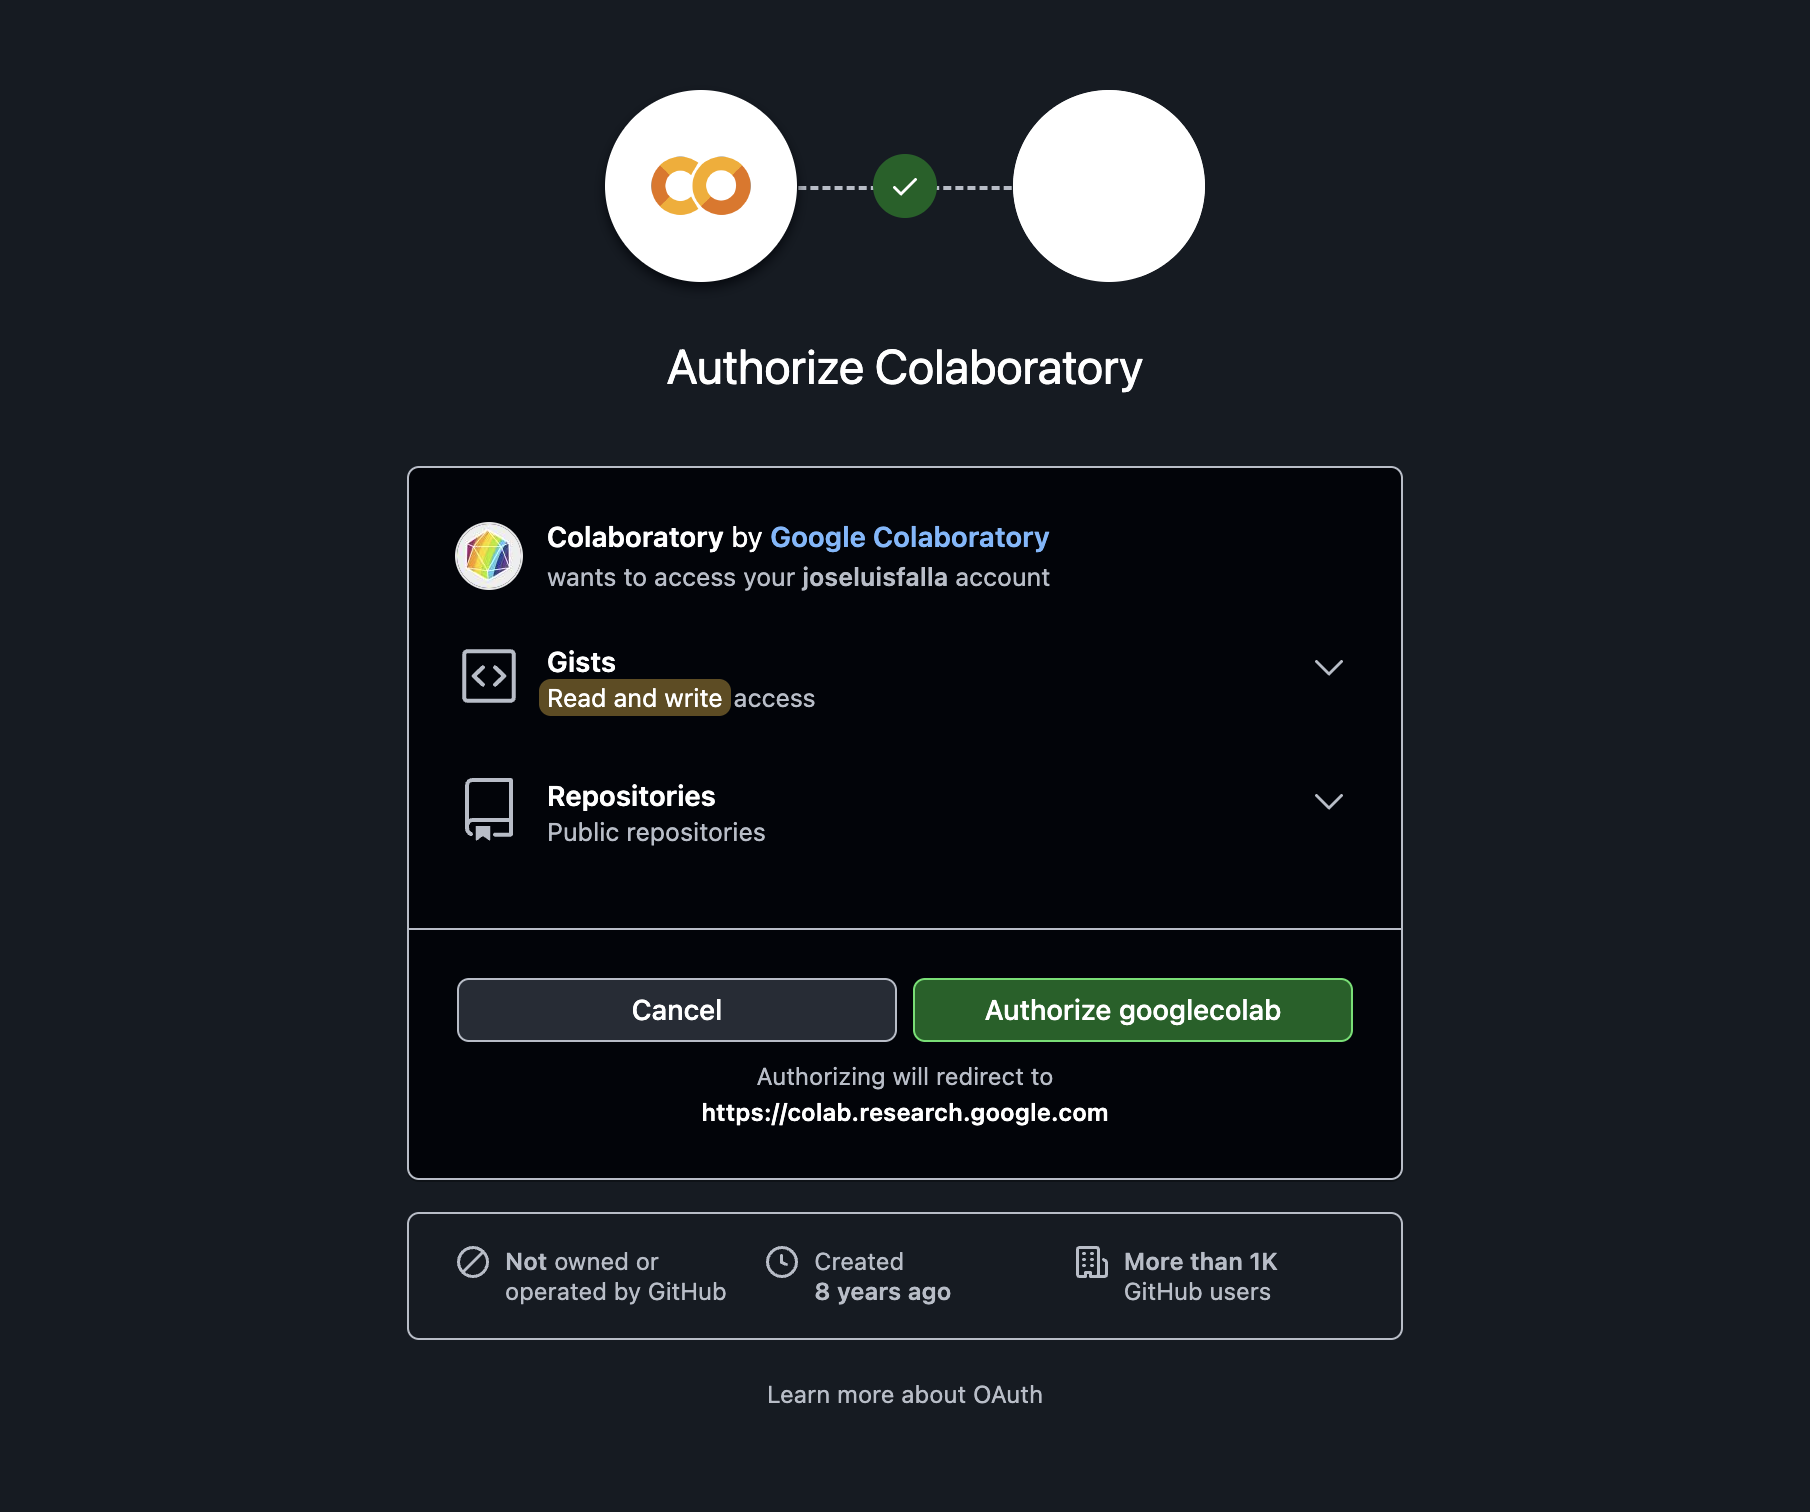 Authorize Colaboratory
Colaboratory by Google Colaboratory
wants to access your joseluisfalla account
Gists
Read and write access
Repositories
Public repositories
Cancel
Authorize googlecolab
Authorizing will redirect to
https://colab.research.google.com
Not owned or
operated by GitHub
Created
8 years ago
More than 1K
GitHub users
Learn more about OAuth